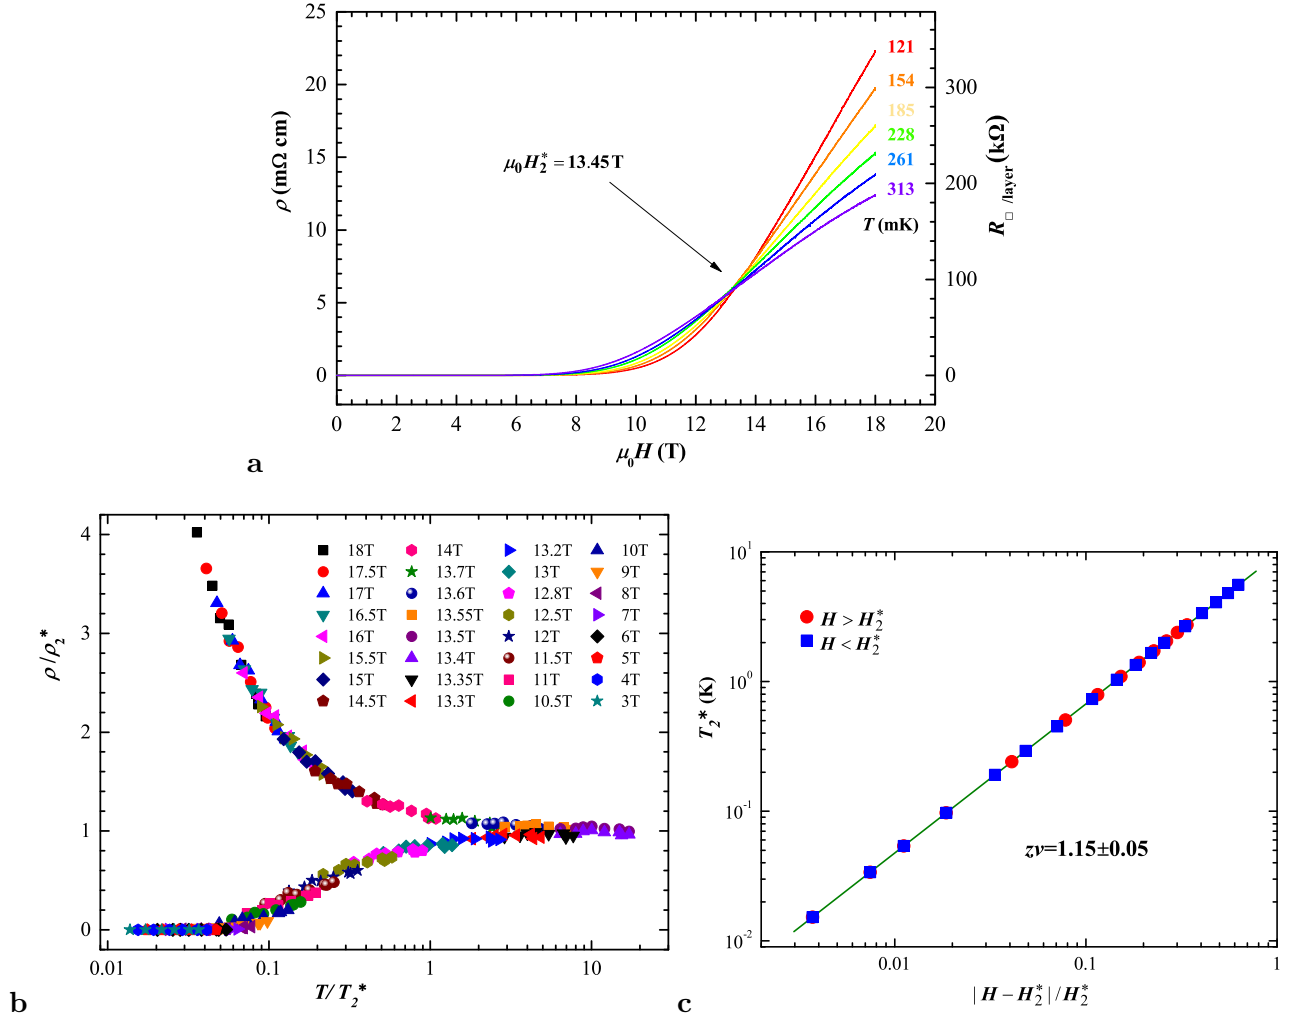 25
20
15
10
5
0
ρ (mΩ cm)
μ₀H₂* = 13.45T
121
154
185
228
261
313
T (mK)
300
200
100
0
R□/layer(kΩ)
0 2 4 6 8 10 12 14 16 18 20
μ₀H (T)
a
4
3
2
1
0
ρ/ρ₂*
18T 14T 13.2T 10T
17.5T 13.7T 13T 9T
17T 13.6T 12.8T 8T
16.5T 13.55T 12.5T 7T
16T 13.5T 12T 6T
15.5T 13.4T 11.5T 5T
15T 13.35T 11T 4T
14.5T 13.3T 10.5T 3T
0.01 0.1 1 10
T/T₂*
b
10¹
10⁰
10⁻¹
10⁻²
T₂* (K)
H > H₂*
H < H₂*
zν=1.15±0.05
0.01 0.1 1
|H − H₂*|/H₂*
c